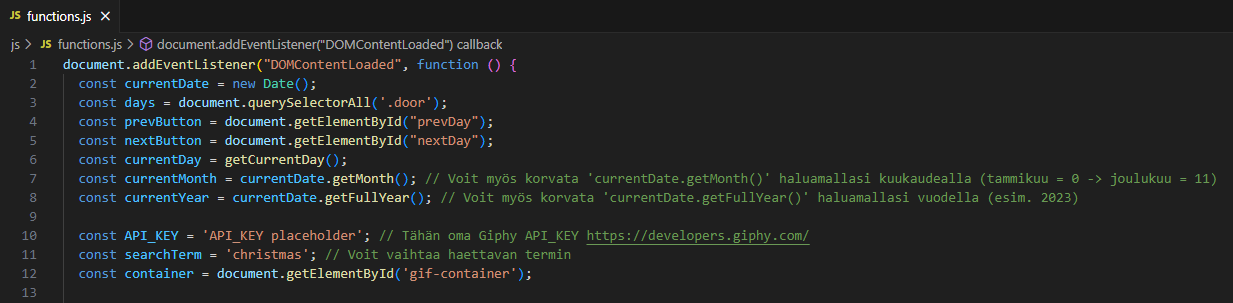 JS functions.js ×
js > JS functions.js > document.addEventListener("DOMContentLoaded") callback
1 document.addEventListener("DOMContentLoaded", function () {
2 const currentDate = new Date();
3 const days = document.querySelectorAll('.door');
4 const prevButton = document.getElementById("prevDay");
5 const nextButton = document.getElementById("nextDay");
6 const currentDay = getCurrentDay();
7 const currentMonth = currentDate.getMonth(); // Voit myös korvata 'currentDate.getMonth()' haluamallasi kuukaudealla (tammikuu = 0 -> joulukuu = 11)
8 const currentYear = currentDate.getFullYear(); // Voit myös korvata 'currentDate.getFullYear()' haluamallasi vuodella (esim. 2023)
9
10 const API_KEY = 'API_KEY placeholder'; // Tähän oma Giphy API_KEY https://developers.giphy.com/
11 const searchTerm = 'christmas'; // Voit vaihtaa haettavan termin
12 const container = document.getElementById('gif-container');
13